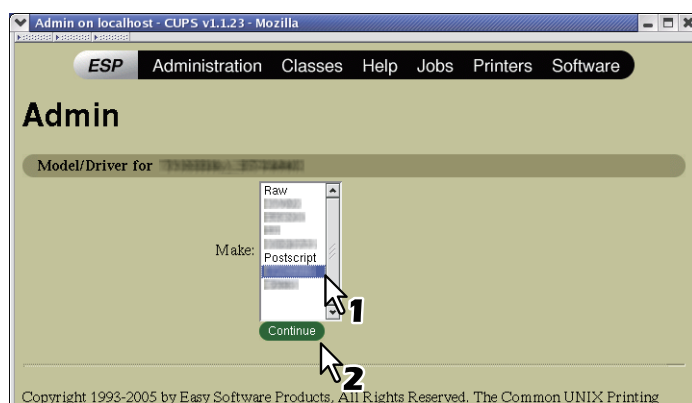 Admin on localhost - CUPS v1.1.23 - Mozilla
ESP Administration Classes Help Jobs Printers Software
Admin
Model/Driver for
Raw
Make:
Postscript
1
Continue
2
Copyright 1993-2005 by Easy Software Products, All Rights Reserved. The Common UNIX Printing